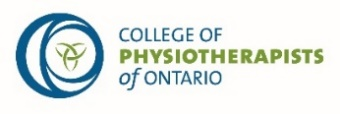 COLLEGE OF
PHYSIOTHERAPISTS
of ONTARIO